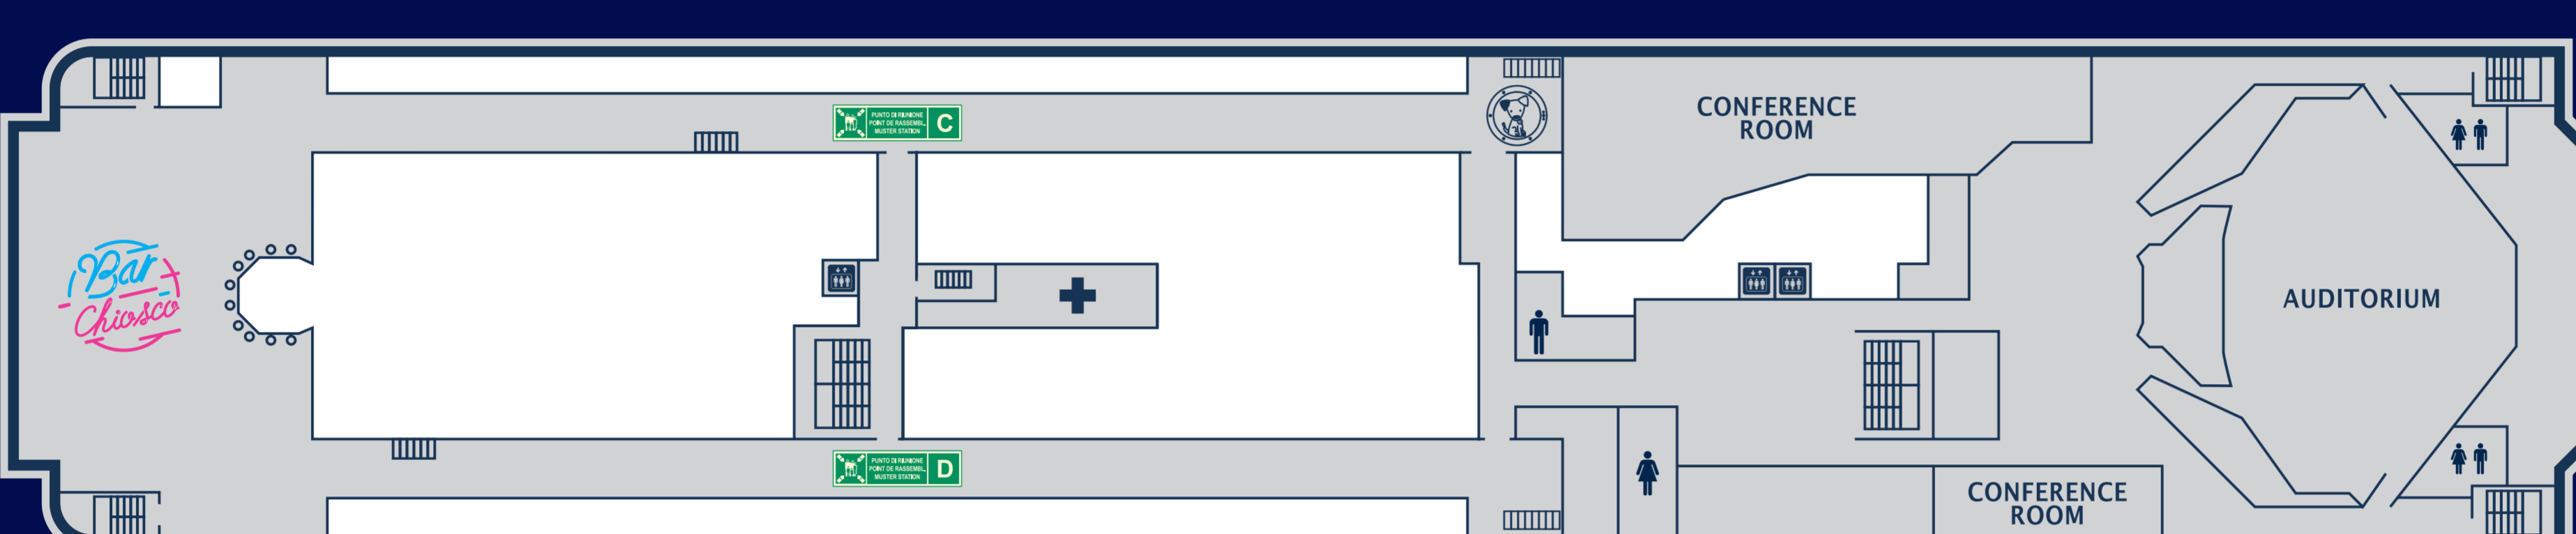 PUNTO DI RIUNIONE
POINT DE RASSEMBL.
MUSTER STATION
C
CONFERENCE
ROOM
Bar
Chiosco
AUDITORIUM
PUNTO DI RIUNIONE
POINT DE RASSEMBL.
MUSTER STATION
D
CONFERENCE
ROOM